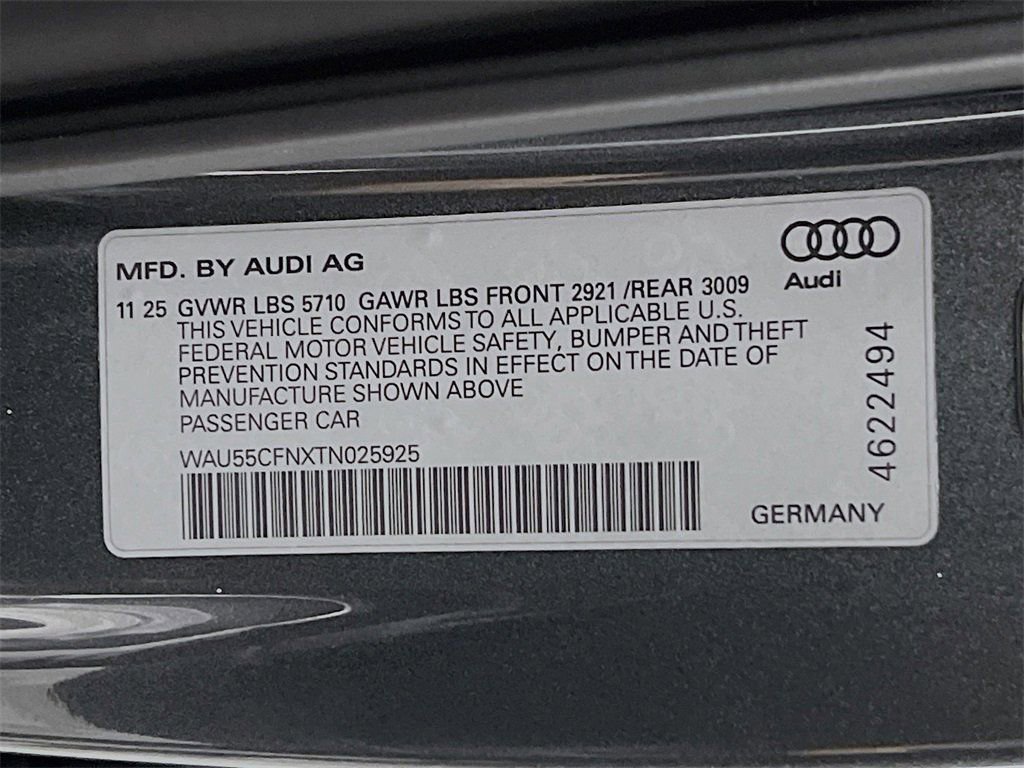 MFD. BY AUDI AG
Audi
11 25 GVWR LBS 5710 GAWR LBS FRONT 2921 /REAR 3009
THIS VEHICLE CONFORMS TO ALL APPLICABLE U.S.
FEDERAL MOTOR VEHICLE SAFETY, BUMPER AND THEFT
PREVENTION STANDARDS IN EFFECT ON THE DATE OF
MANUFACTURE SHOWN ABOVE
PASSENGER CAR
WAU55CFNXTN025925
46224494
GERMANY